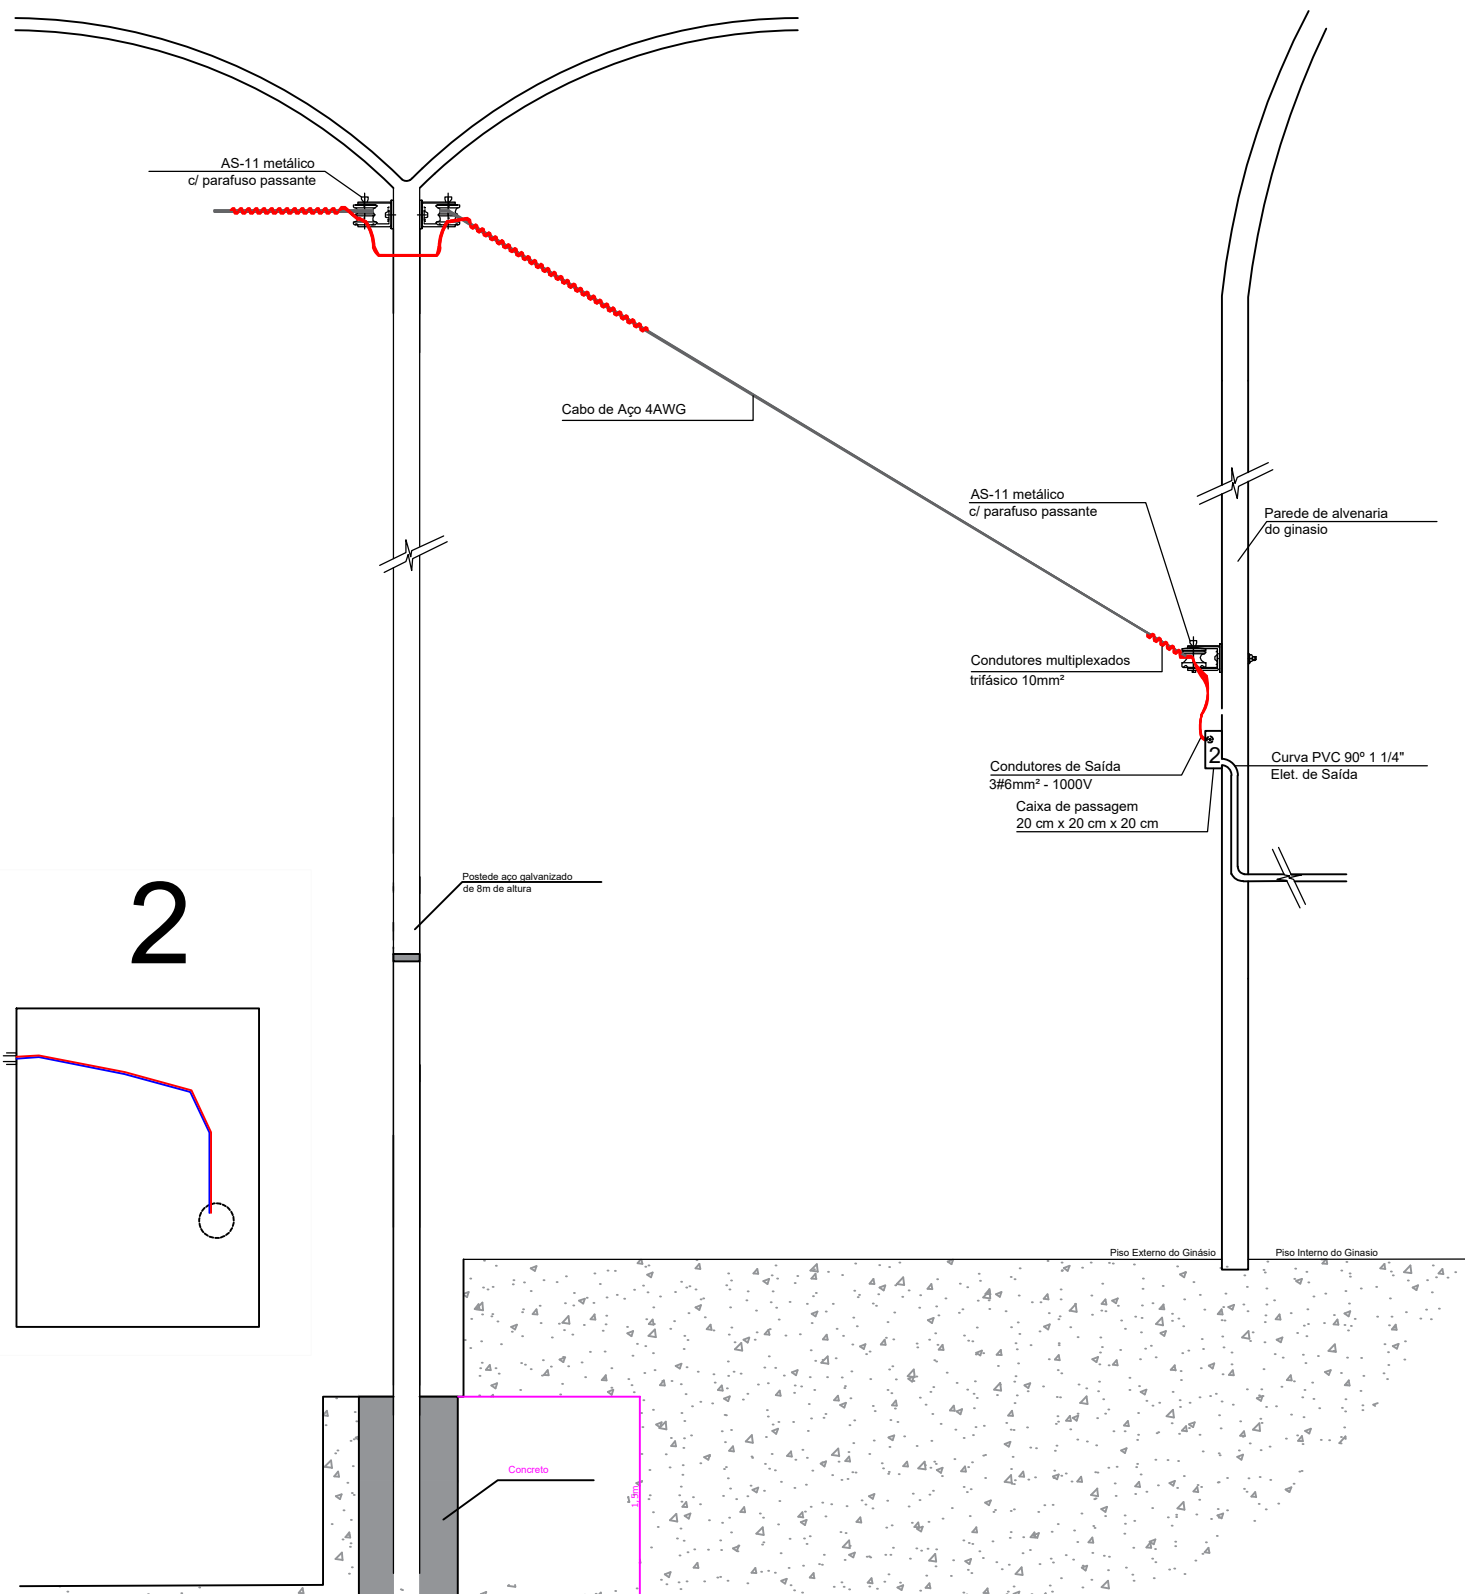 AS-11 metálico
c/ parafuso passante
Cabo de Aço 4AWG
AS-11 metálico
c/ parafuso passante
Parede de alvenaria
do ginasio
Condutores multiplexados
trifásico 10mm²
2
Condutores de Saída
3#6mm² - 1000V
Curva PVC 90º 1 1/4"
Elet. de Saída
Caixa de passagem
20 cm x 20 cm x 20 cm
Postede aço galvanizado
de 8m de altura
2
Piso Externo do Ginásio
Piso Interno do Ginasio
Concreto
1,9m